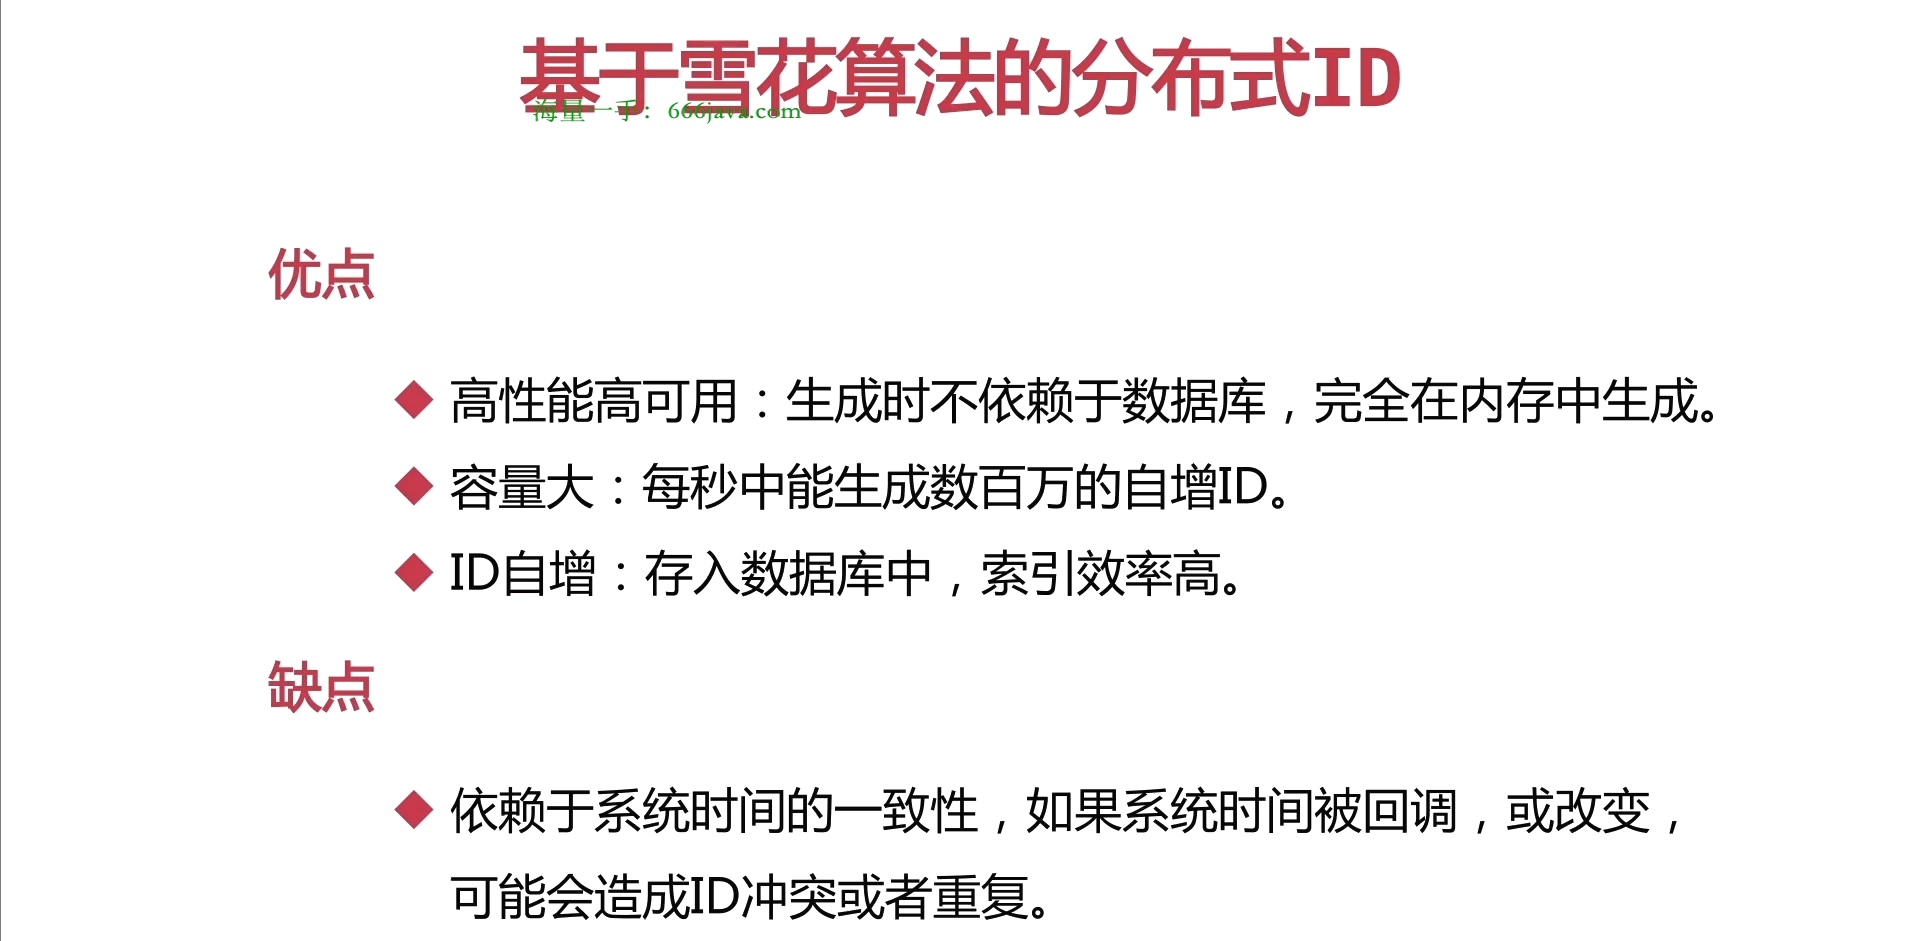 基于雪花算法的分布式ID
海量一手：666java.com
优点
高性能高可用：生成时不依赖于数据库，完全在内存中生成。
容量大：每秒中能生成数百万的自增ID。
ID自增：存入数据库中，索引效率高。
缺点
依赖于系统时间的一致性，如果系统时间被回调，或改变，
可能会造成ID冲突或者重复。